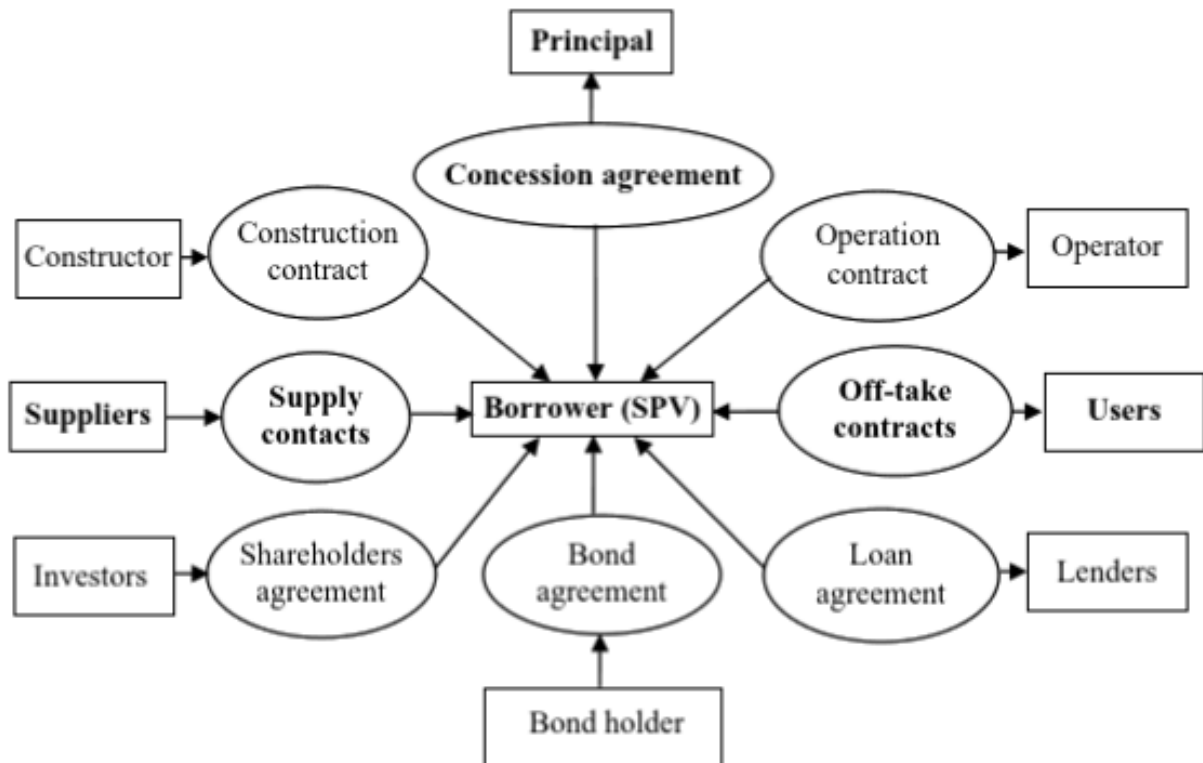 Principal
Concession agreement
Constructor
Construction
contract
Operation
contract
Operator
Suppliers
Supply
contacts
Borrower (SPV)
Off-take
contracts
Users
Investors
Shareholders
agreement
Bond
agreement
Loan
agreement
Lenders
Bond holder